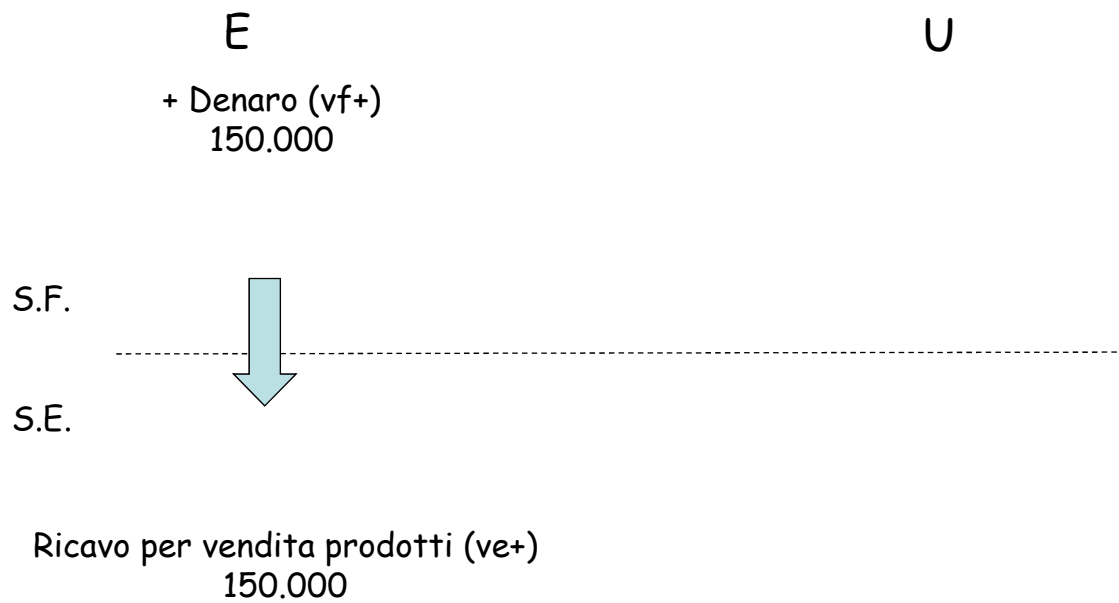 E
U
+ Denaro (vf+)
150.000
S.F.
S.E.
Ricavo per vendita prodotti (ve+)
150.000